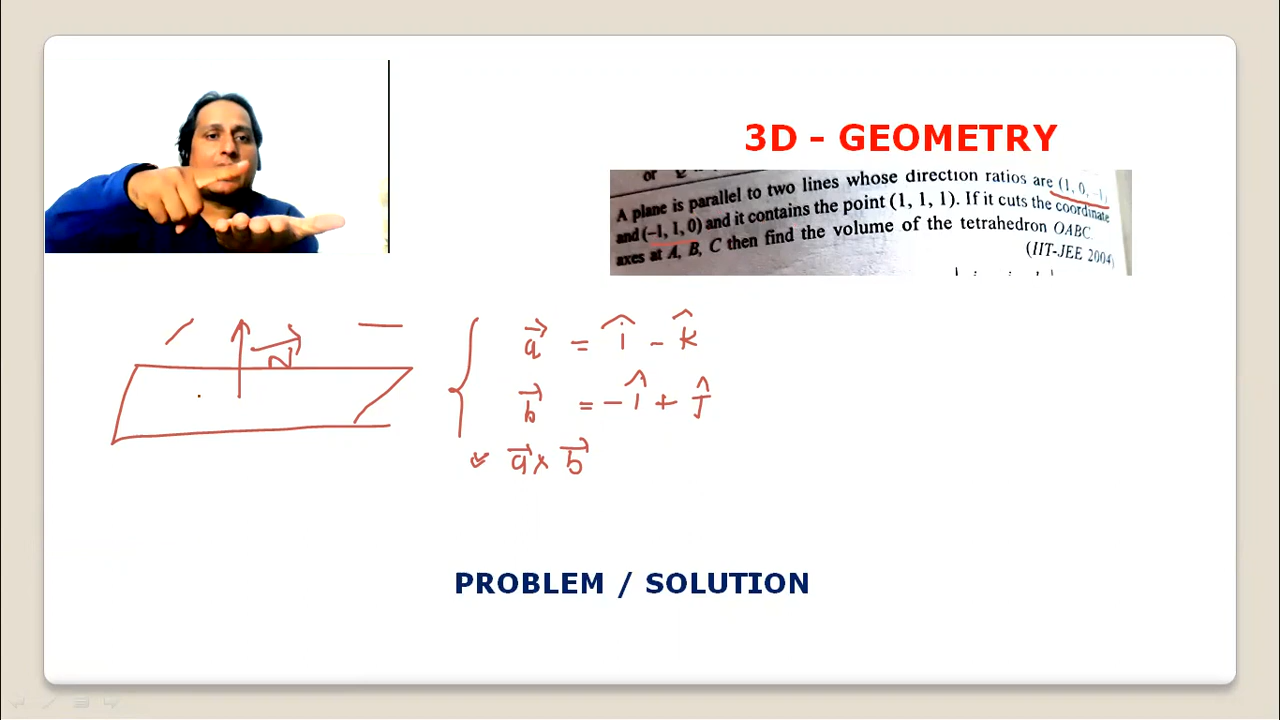 3D – GEOMETRY
or
A plane is parallel to two lines whose direction ratios are (1, 0, –1)
and (–1, 1, 0) and it contains the point (1, 1, 1). If it cuts the coordinate
axes at A, B, C then find the volume of the tetrahedron OABC.
(IIT-JEE 2004)
N⃗
a⃗ = î – k̂
b⃗ = –î + ĵ
a⃗ × b⃗
PROBLEM / SOLUTION